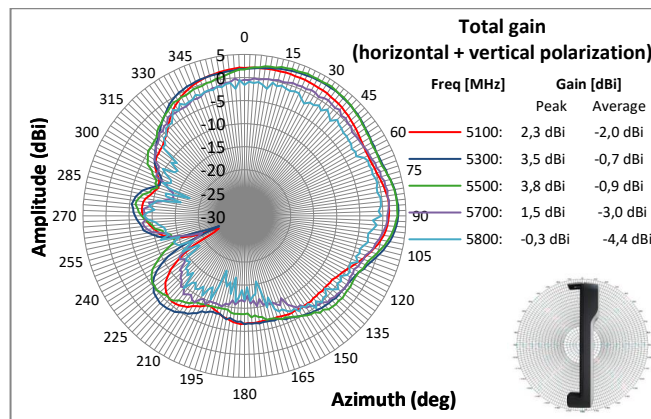 Total gain
(horizontal + vertical polarization)
Freq [MHz] Gain [dBi]
Peak Average
5100: 2,3 dBi -2,0 dBi
5300: 3,5 dBi -0,7 dBi
5500: 3,8 dBi -0,9 dBi
5700: 1,5 dBi -3,0 dBi
5800: -0,3 dBi -4,4 dBi
Amplitude (dBi)
5
0
-5
-10
-15
-20
-25
-30
0
15
30
45
60
75
90
105
120
135
150
165
180
195
210
225
240
255
270
285
300
315
330
345
Azimuth (deg)